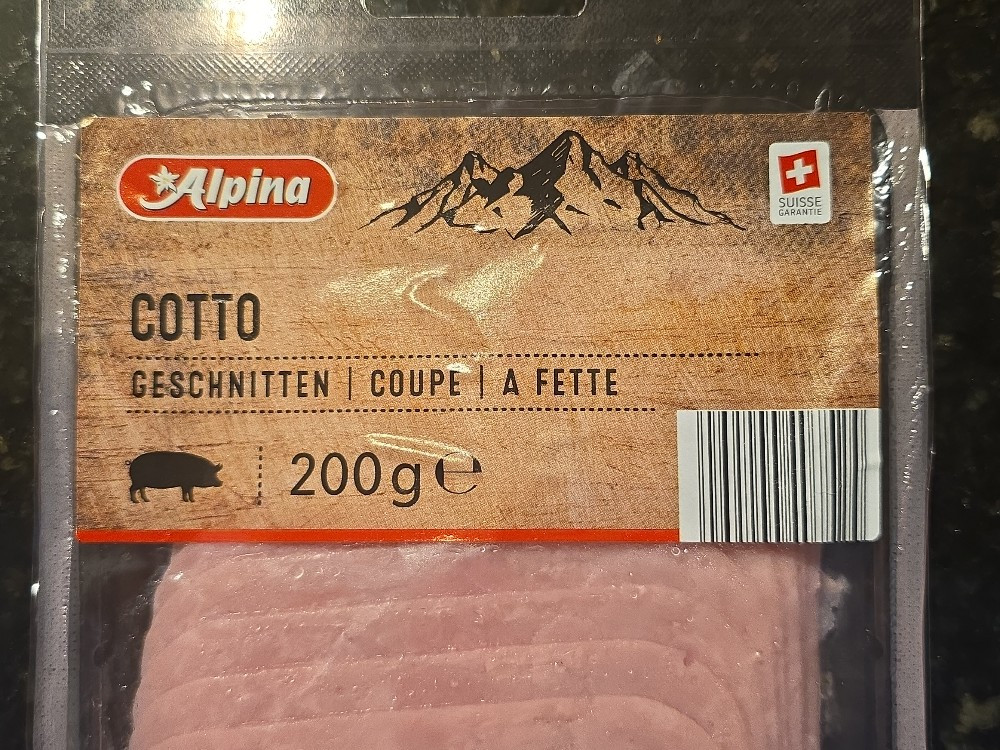 Alpina
SUISSE
GARANTIE
COTTO
GESCHNITTEN | COUPE | A FETTE
200g ℮